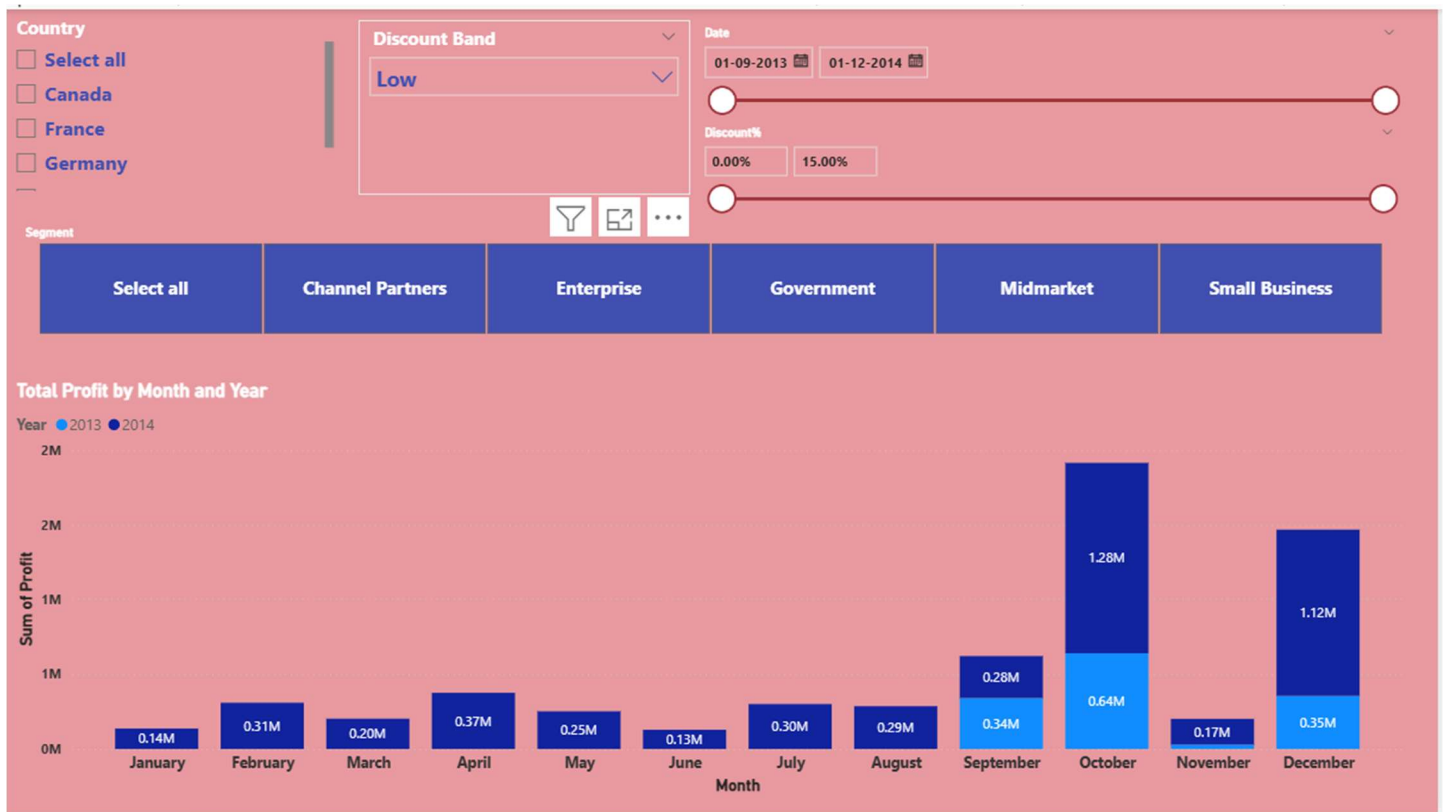 Country
Select all
Canada
France
Germany
Discount Band
Low
Date
01-09-2013 01-12-2014
Discount%
0.00% 15.00%
Segment
Select all Channel Partners Enterprise Government Midmarket Small Business
Total Profit by Month and Year
Year 2013 2014
Sum of Profit
2M
2M
1M
1M
0M
0.14M 0.31M 0.20M 0.37M 0.25M 0.13M 0.30M 0.29M 0.28M 0.34M 1.28M 0.64M 0.17M 1.12M 0.35M
January February March April May June July August September October November December
Month